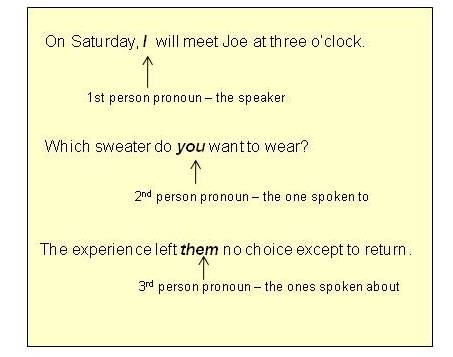 On Saturday, I will meet Joe at three o'clock.
1st person pronoun – the speaker
Which sweater do you want to wear?
2nd person pronoun – the one spoken to
The experience left them no choice except to return.
3rd person pronoun – the ones spoken about